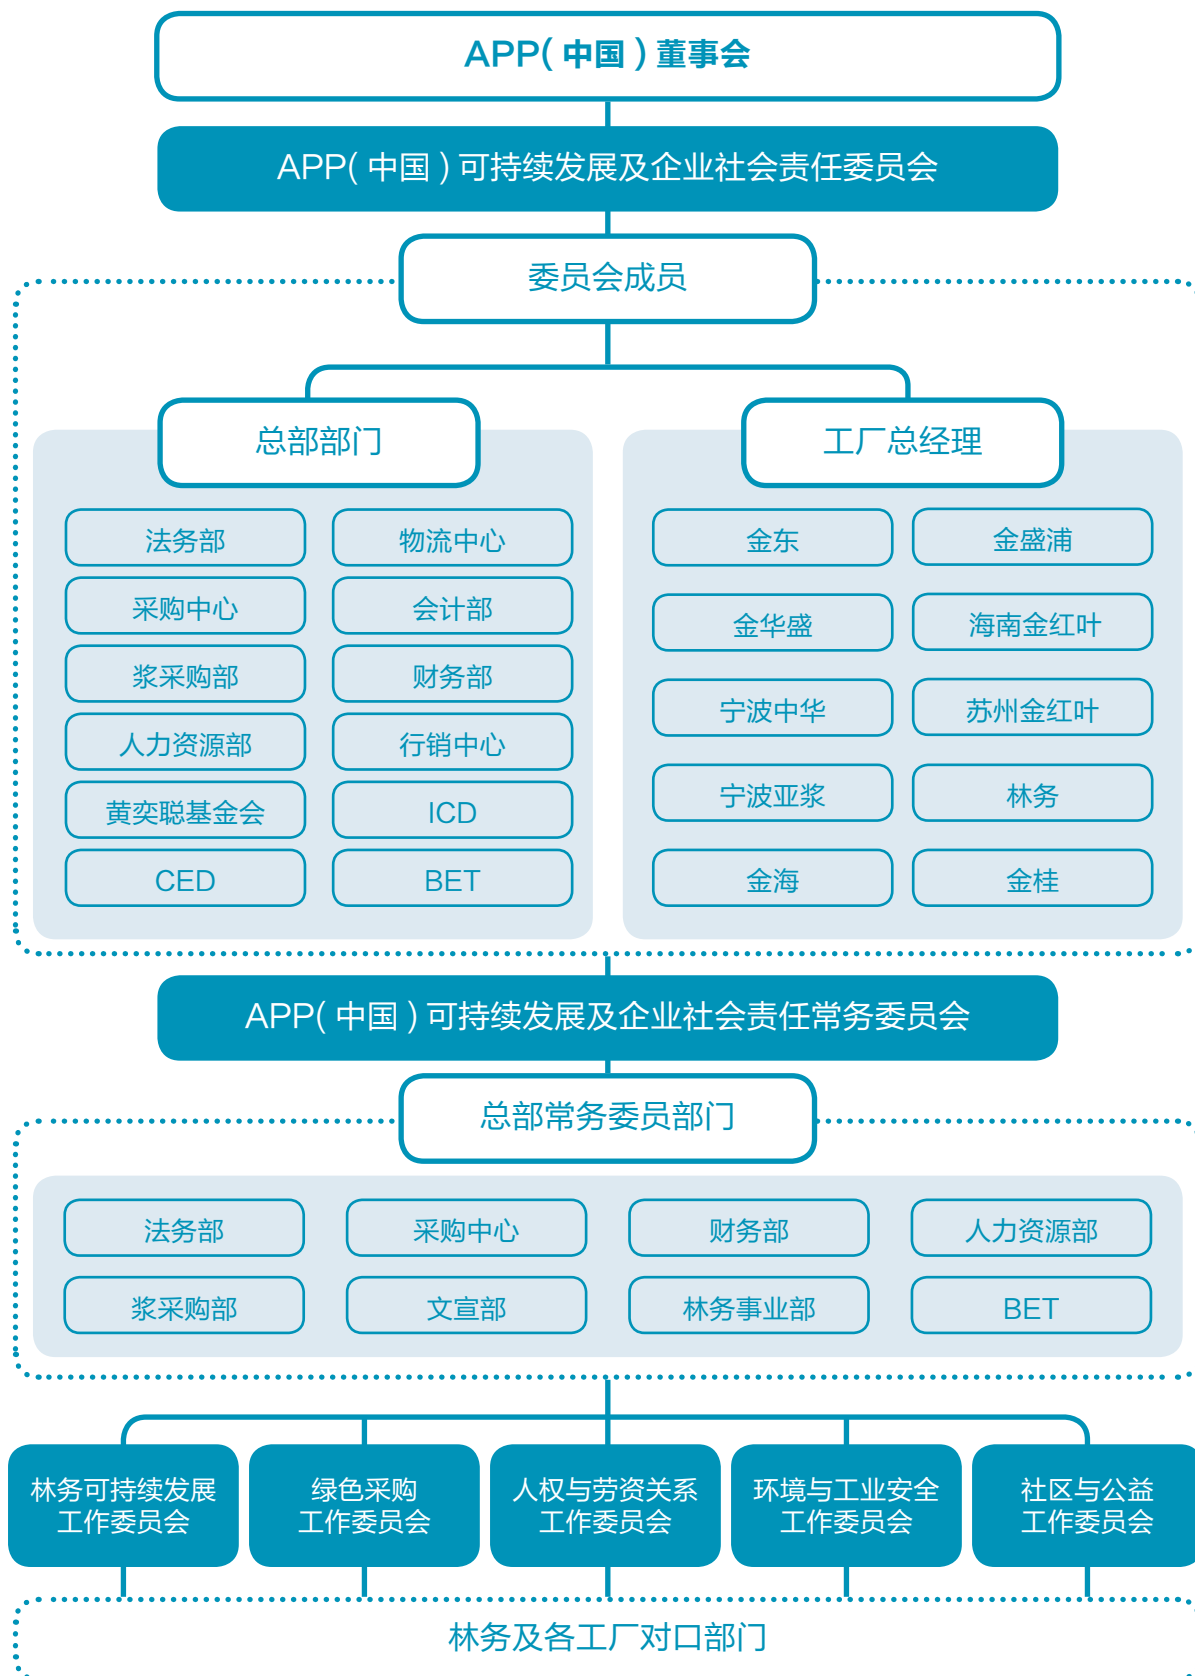 APP( 中国 ) 董事会
APP( 中国 ) 可持续发展及企业社会责任委员会
委员会成员
总部部门
工厂总经理
法务部
物流中心
采购中心
会计部
浆采购部
财务部
人力资源部
行销中心
黄奕聪基金会
ICD
CED
BET
金东
金盛浦
金华盛
海南金红叶
宁波中华
苏州金红叶
宁波亚浆
林务
金海
金桂
APP( 中国 ) 可持续发展及企业社会责任常务委员会
总部常务委员部门
法务部
采购中心
财务部
人力资源部
浆采购部
文宣部
林务事业部
BET
林务可持续发展
工作委员会
绿色采购
工作委员会
人权与劳资关系
工作委员会
环境与工业安全
工作委员会
社区与公益
工作委员会
林务及各工厂对口部门